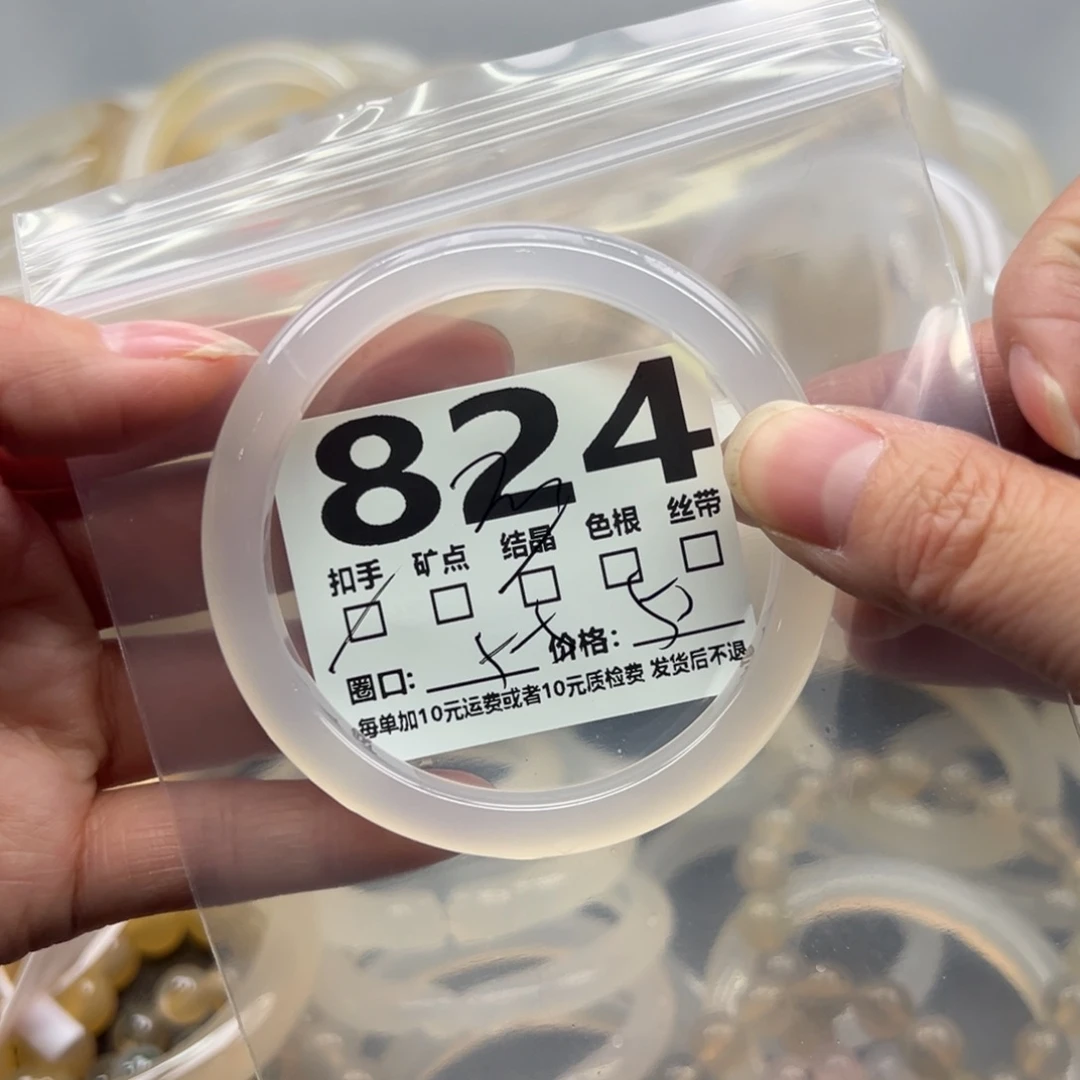 824
扣手 矿点 结晶 色根 丝带
圈口: 价格:
每单加10元运费或者10元质检费 发货后不退